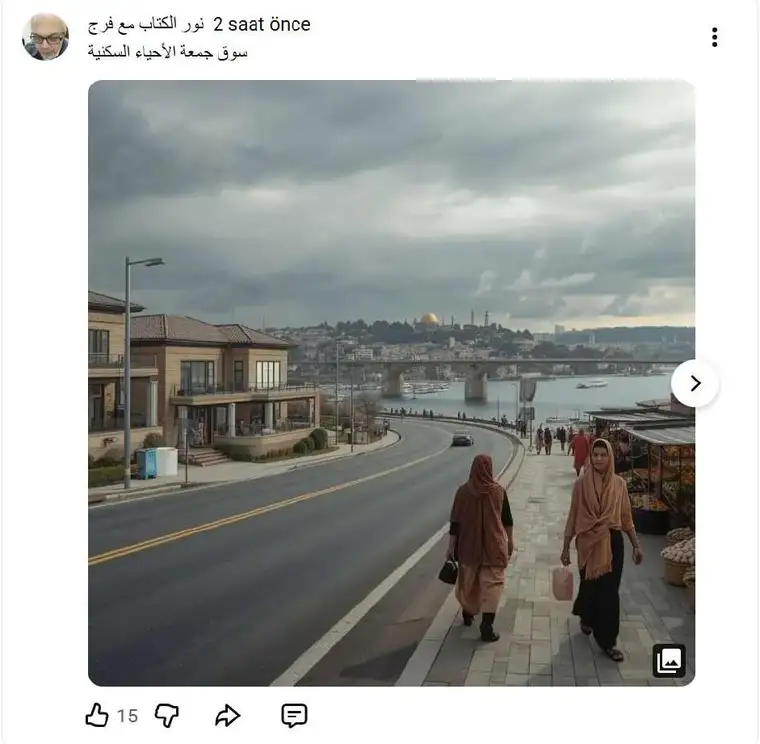 نور الكتاب مع فرج 2 saat önce
سوق جمعة الأحياء السكنية
15